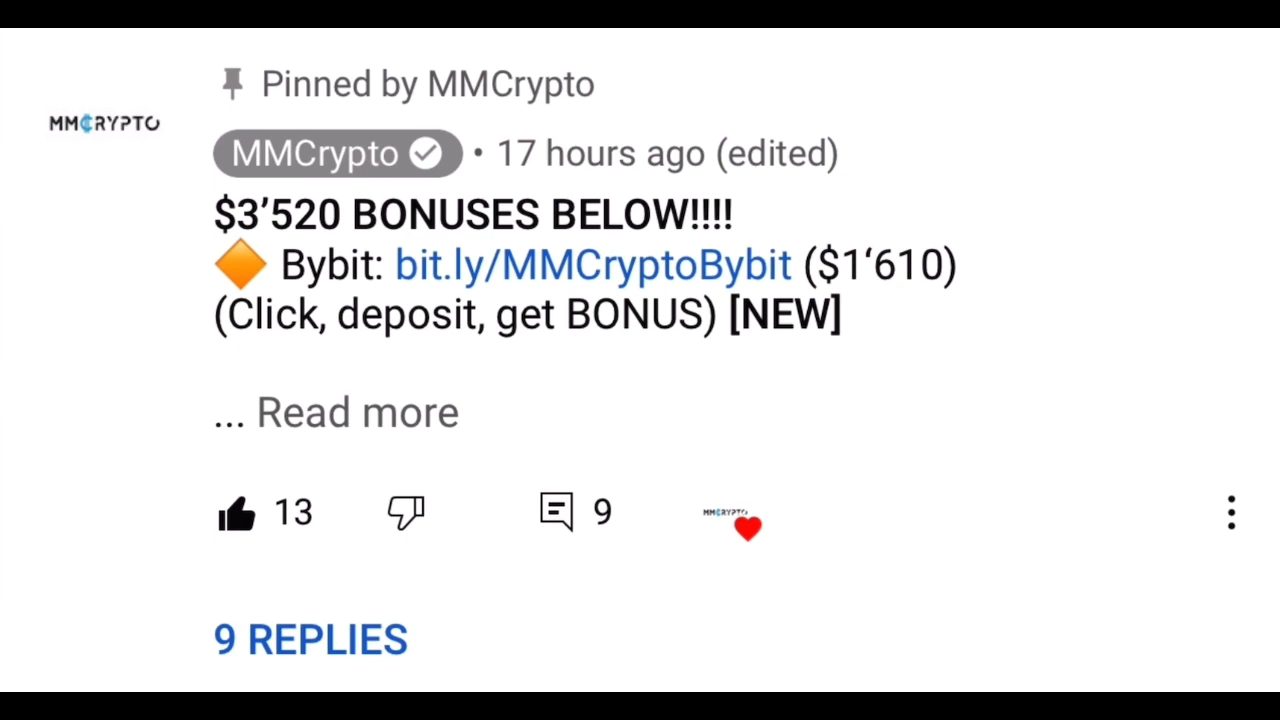 Pinned by MMCrypto
MMCRYPTO
MMCrypto • 17 hours ago (edited)
$3’520 BONUSES BELOW!!!!
🔶 Bybit: bit.ly/MMCryptoBybit ($1‘610)
(Click, deposit, get BONUS) [NEW]
... Read more
13 9 MMCRYPTO
9 REPLIES